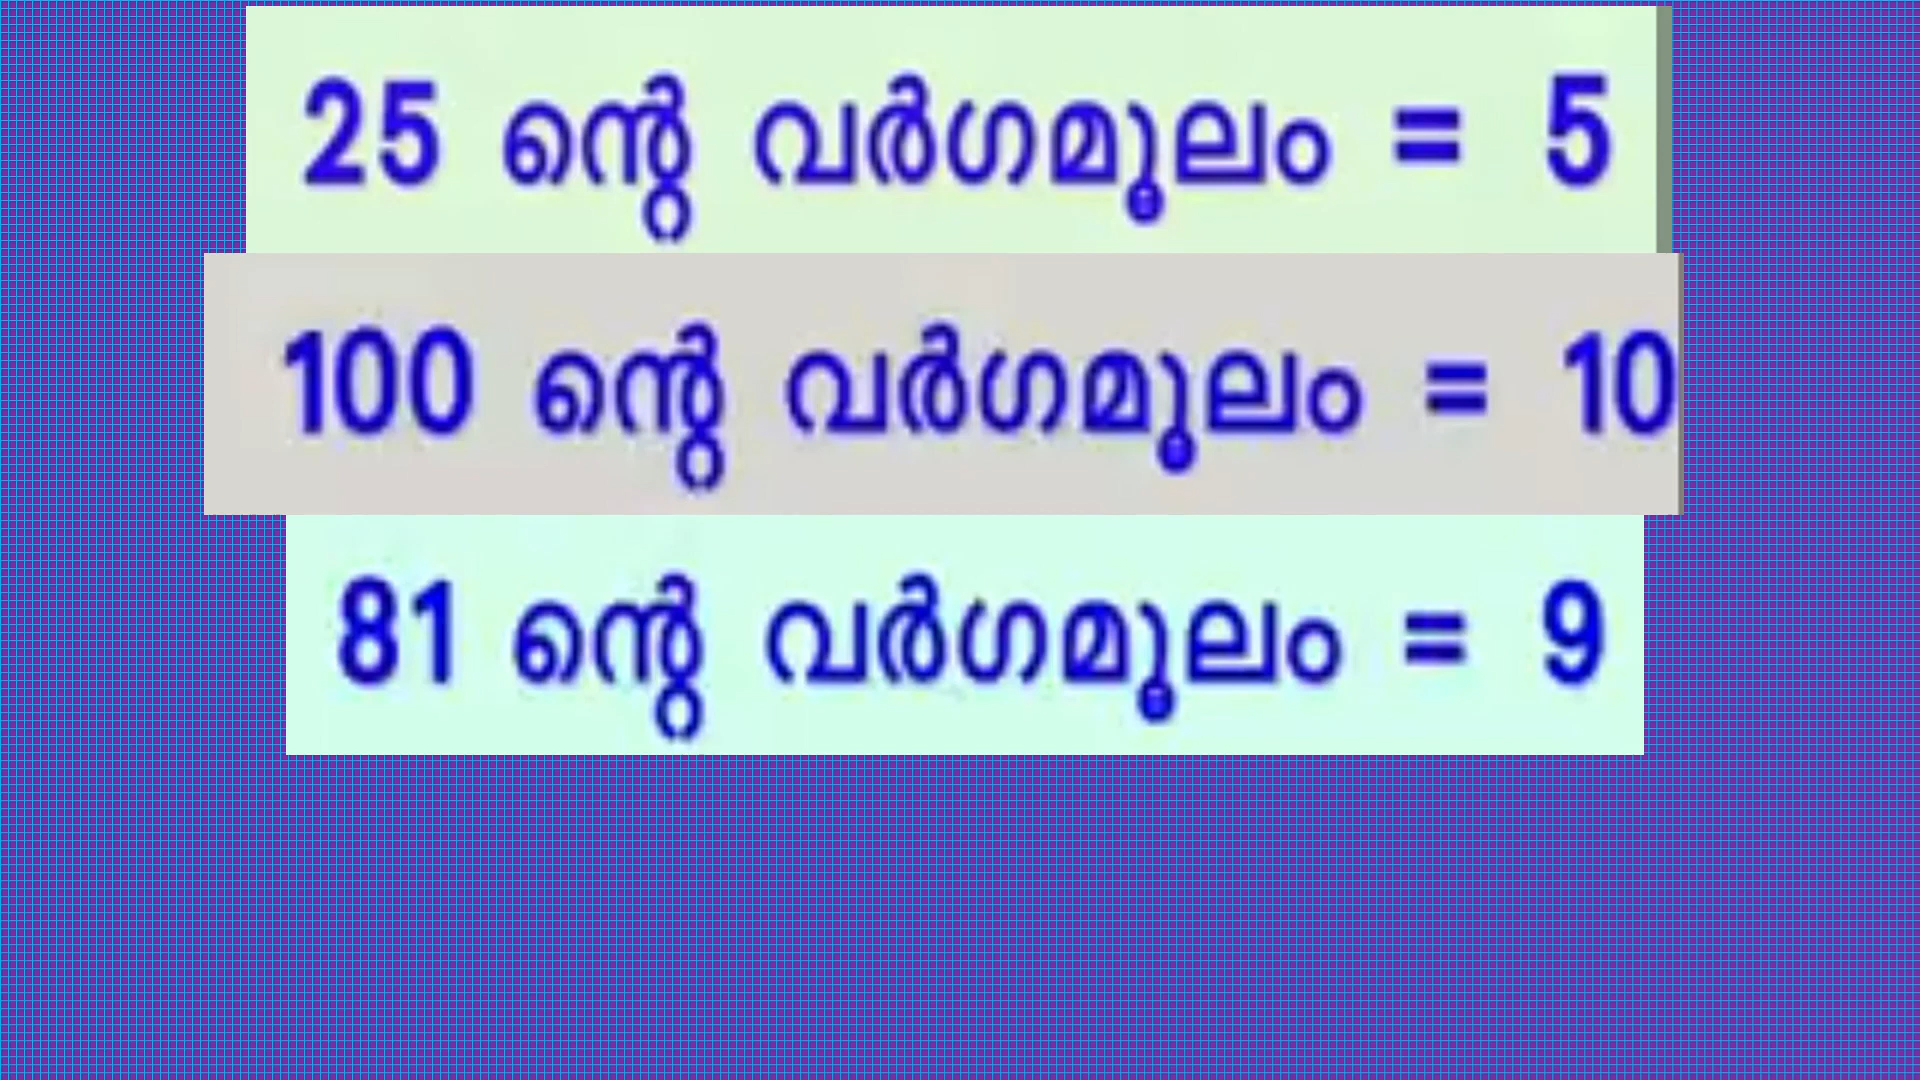 25 ന്റെ വർഗമൂലം = 5
100 ന്റെ വർഗമൂലം = 10
81 ന്റെ വർഗമൂലം = 9